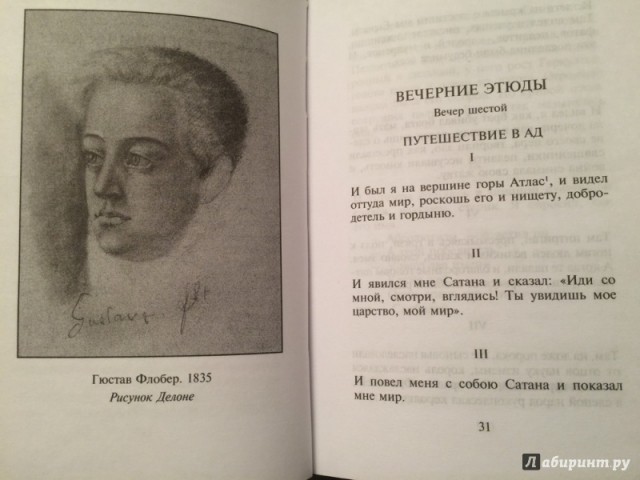 Gustave
Гюстав Флобер. 1835
Рисунок Делоне
ВЕЧЕРНИЕ ЭТЮДЫ
Вечер шестой
ПУТЕШЕСТВИЕ В АД
I
И был я на вершине горы Атлас¹, и видел
оттуда мир, роскошь его и нищету, добро-
детель и гордыню.
II
И явился мне Сатана и сказал: «Иди со
мной, смотри, вглядись! Ты увидишь мое
царство, мой мир».
III
И повел меня с собою Сатана и показал
мне мир.
31
Лабиринт.ру